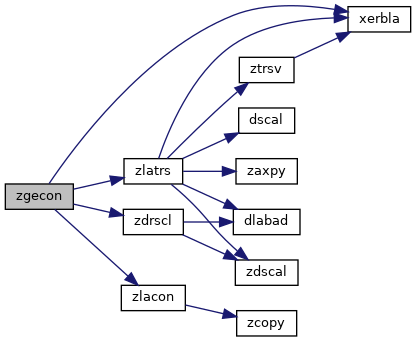 xerbla
ztrsv
dscal
zlatrs
zaxpy
zgecon
zdrscl
dlabad
zdscal
zlacon
zcopy